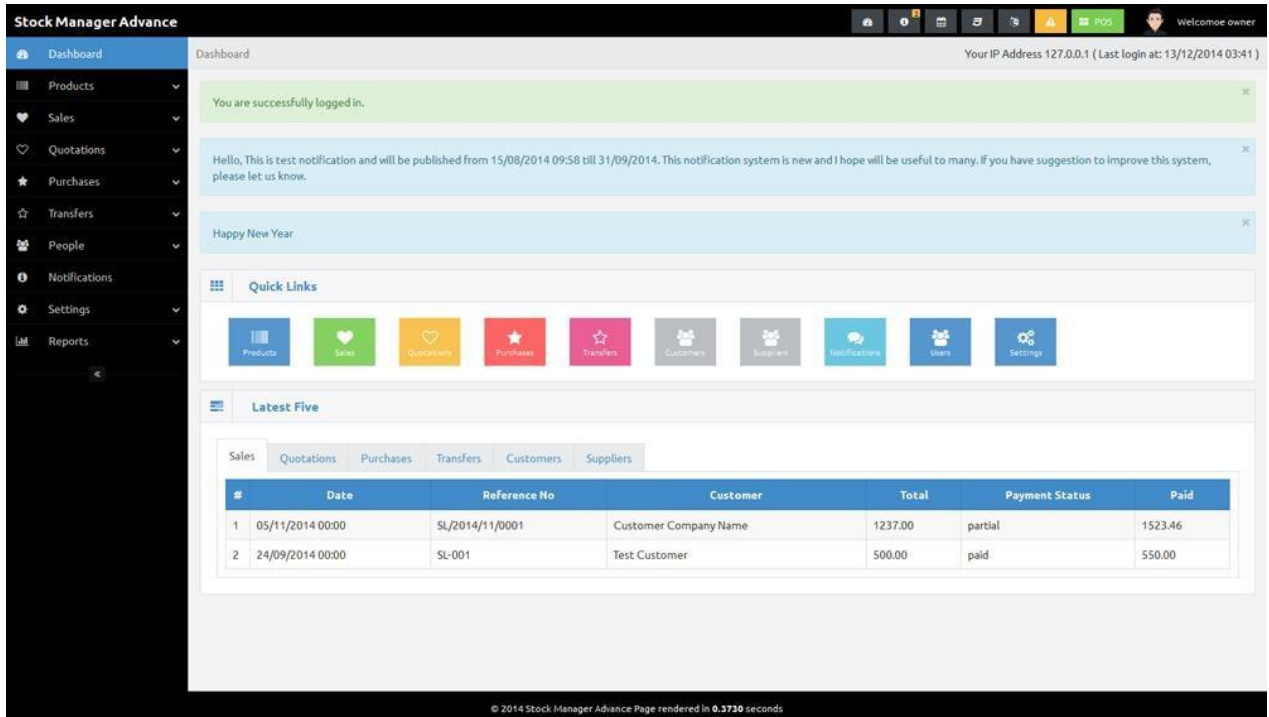 Stock Manager Advance
2
POS
Welcomoe owner
Dashboard
Products
Sales
Quotations
Purchases
Transfers
People
Notifications
Settings
Reports
Dashboard
Your IP Address 127.0.0.1 ( Last login at: 13/12/2014 03:41 )
You are successfully logged in.
Hello, This is test notification and will be published from 15/08/2014 09:58 till 31/09/2014. This notification system is new and I hope will be useful to many. If you have suggestion to improve this system,
please let us know.
Happy New Year
Quick Links
Products Sales Quotations Purchases Transfers Customers Suppliers Notifications Users Settings
Latest Five
Sales Quotations Purchases Transfers Customers Suppliers
# Date Reference No Customer Total Payment Status Paid
1 05/11/2014 00:00 SL/2014/11/0001 Customer Company Name 1237.00 partial 1523.46
2 24/09/2014 00:00 SL-001 Test Customer 500.00 paid 550.00
© 2014 Stock Manager Advance Page rendered in 0.3730 seconds